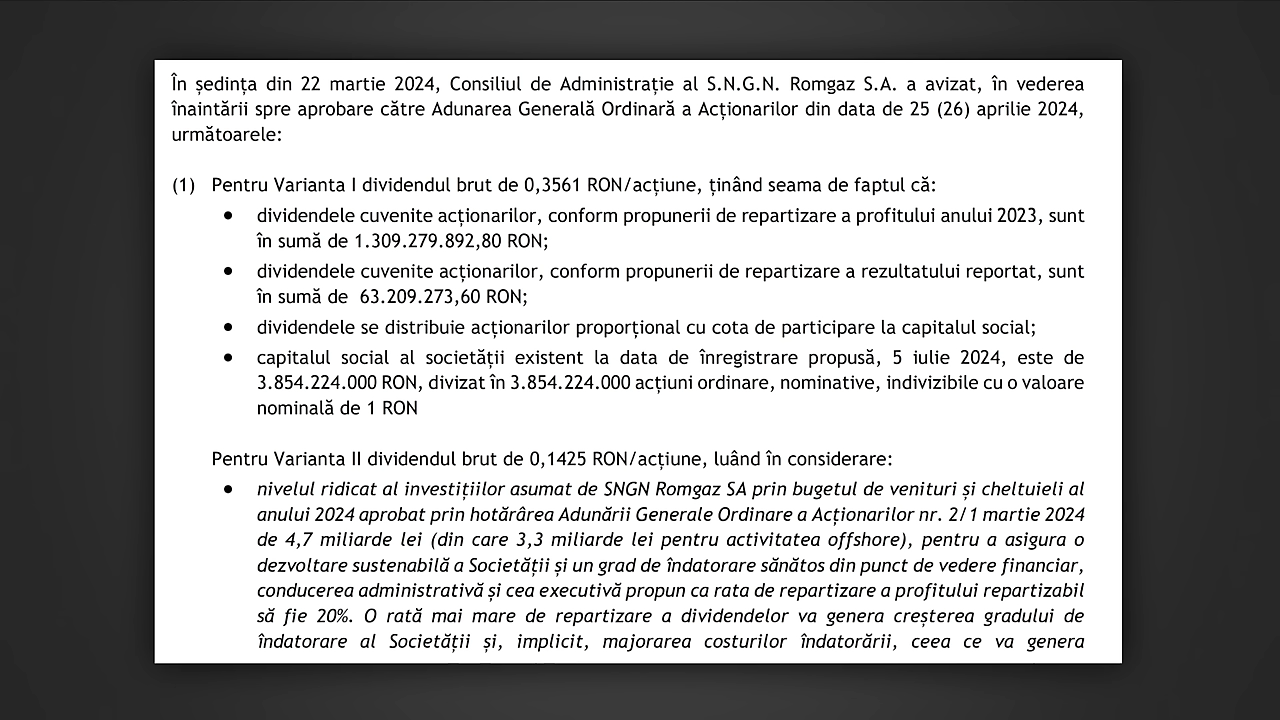 În ședința din 22 martie 2024, Consiliul de Administrație al S.N.G.N. Romgaz S.A. a avizat, în vederea
înaintării spre aprobare către Adunarea Generală Ordinară a Acționarilor din data de 25 (26) aprilie 2024,
următoarele:
(1) Pentru Varianta I dividendul brut de 0,3561 RON/acțiune, ținând seama de faptul că:
• dividendele cuvenite acționarilor, conform propunerii de repartizare a profitului anului 2023, sunt
în sumă de 1.309.279.892,80 RON;
• dividendele cuvenite acționarilor, conform propunerii de repartizare a rezultatului reportat, sunt
în sumă de 63.209.273,60 RON;
• dividendele se distribuie acționarilor proporțional cu cota de participare la capitalul social;
• capitalul social al societății existent la data de înregistrare propusă, 5 iulie 2024, este de
3.854.224.000 RON, divizat în 3.854.224.000 acțiuni ordinare, nominative, indivizibile cu o valoare
nominală de 1 RON
Pentru Varianta II dividendul brut de 0,1425 RON/acțiune, luând în considerare:
• nivelul ridicat al investițiilor asumat de SNGN Romgaz SA prin bugetul de venituri și cheltuieli al
anului 2024 aprobat prin hotărârea Adunării Generale Ordinare a Acționarilor nr. 2/1 martie 2024
de 4,7 miliarde lei (din care 3,3 miliarde lei pentru activitatea offshore), pentru a asigura o
dezvoltare sustenabilă a Societății și un grad de îndatorare sănătos din punct de vedere financiar,
conducerea administrativă și cea executivă propun ca rata de repartizare a profitului repartizabil
să fie 20%. O rată mai mare de repartizare a dividendelor va genera creșterea gradului de
îndatorare al Societății și, implicit, majorarea costurilor îndatorării, ceea ce va genera